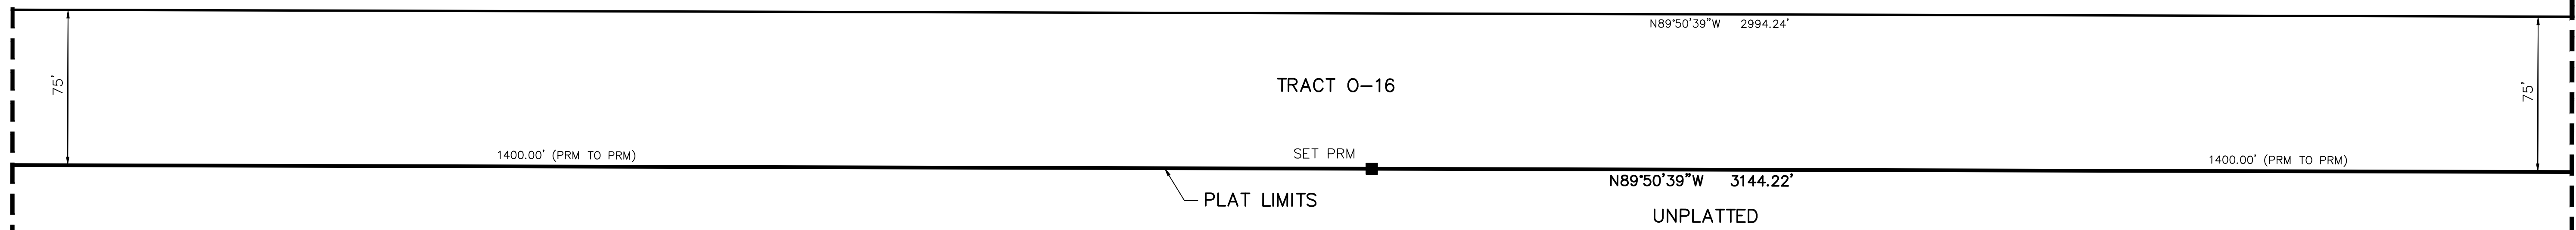 N89°50'39"W 2994.24'
75'
TRACT O-16
75'
1400.00' (PRM TO PRM)
SET PRM
1400.00' (PRM TO PRM)
N89°50'39"W 3144.22'
PLAT LIMITS
UNPLATTED